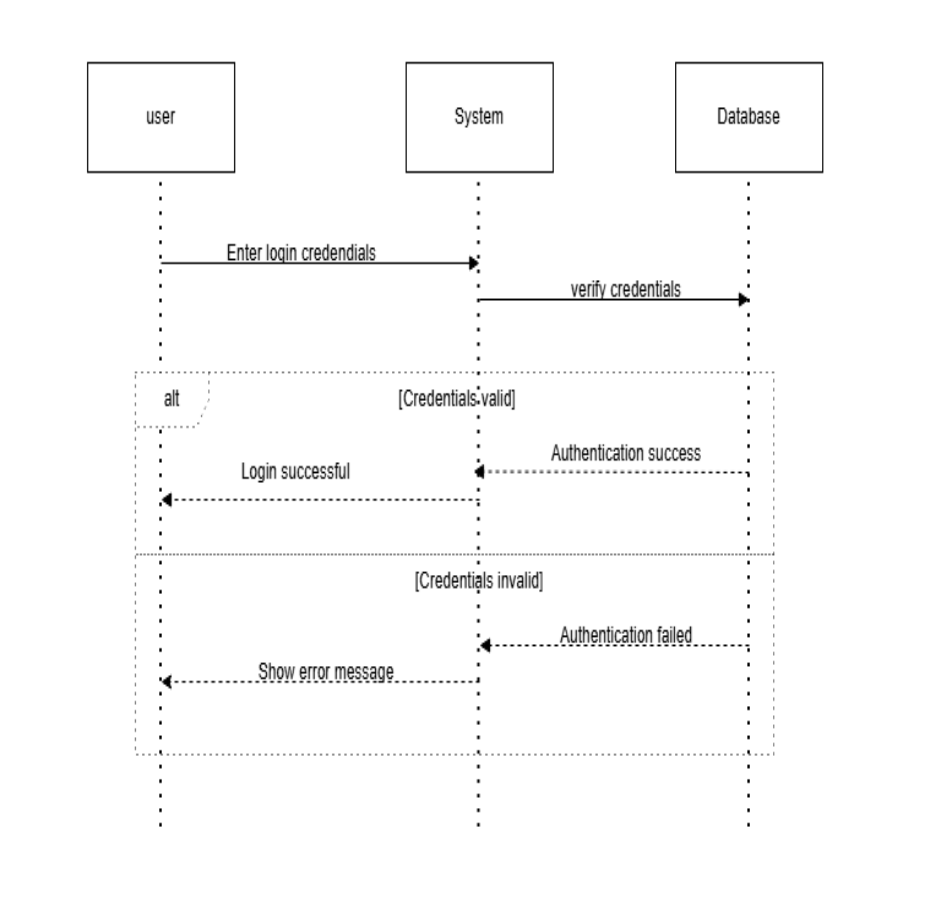 user
System
Database
Enter login credendials
verify credentials
alt
[Credentials valid]
Authentication success
Login successful
[Credentials invalid]
Authentication failed
Show error message